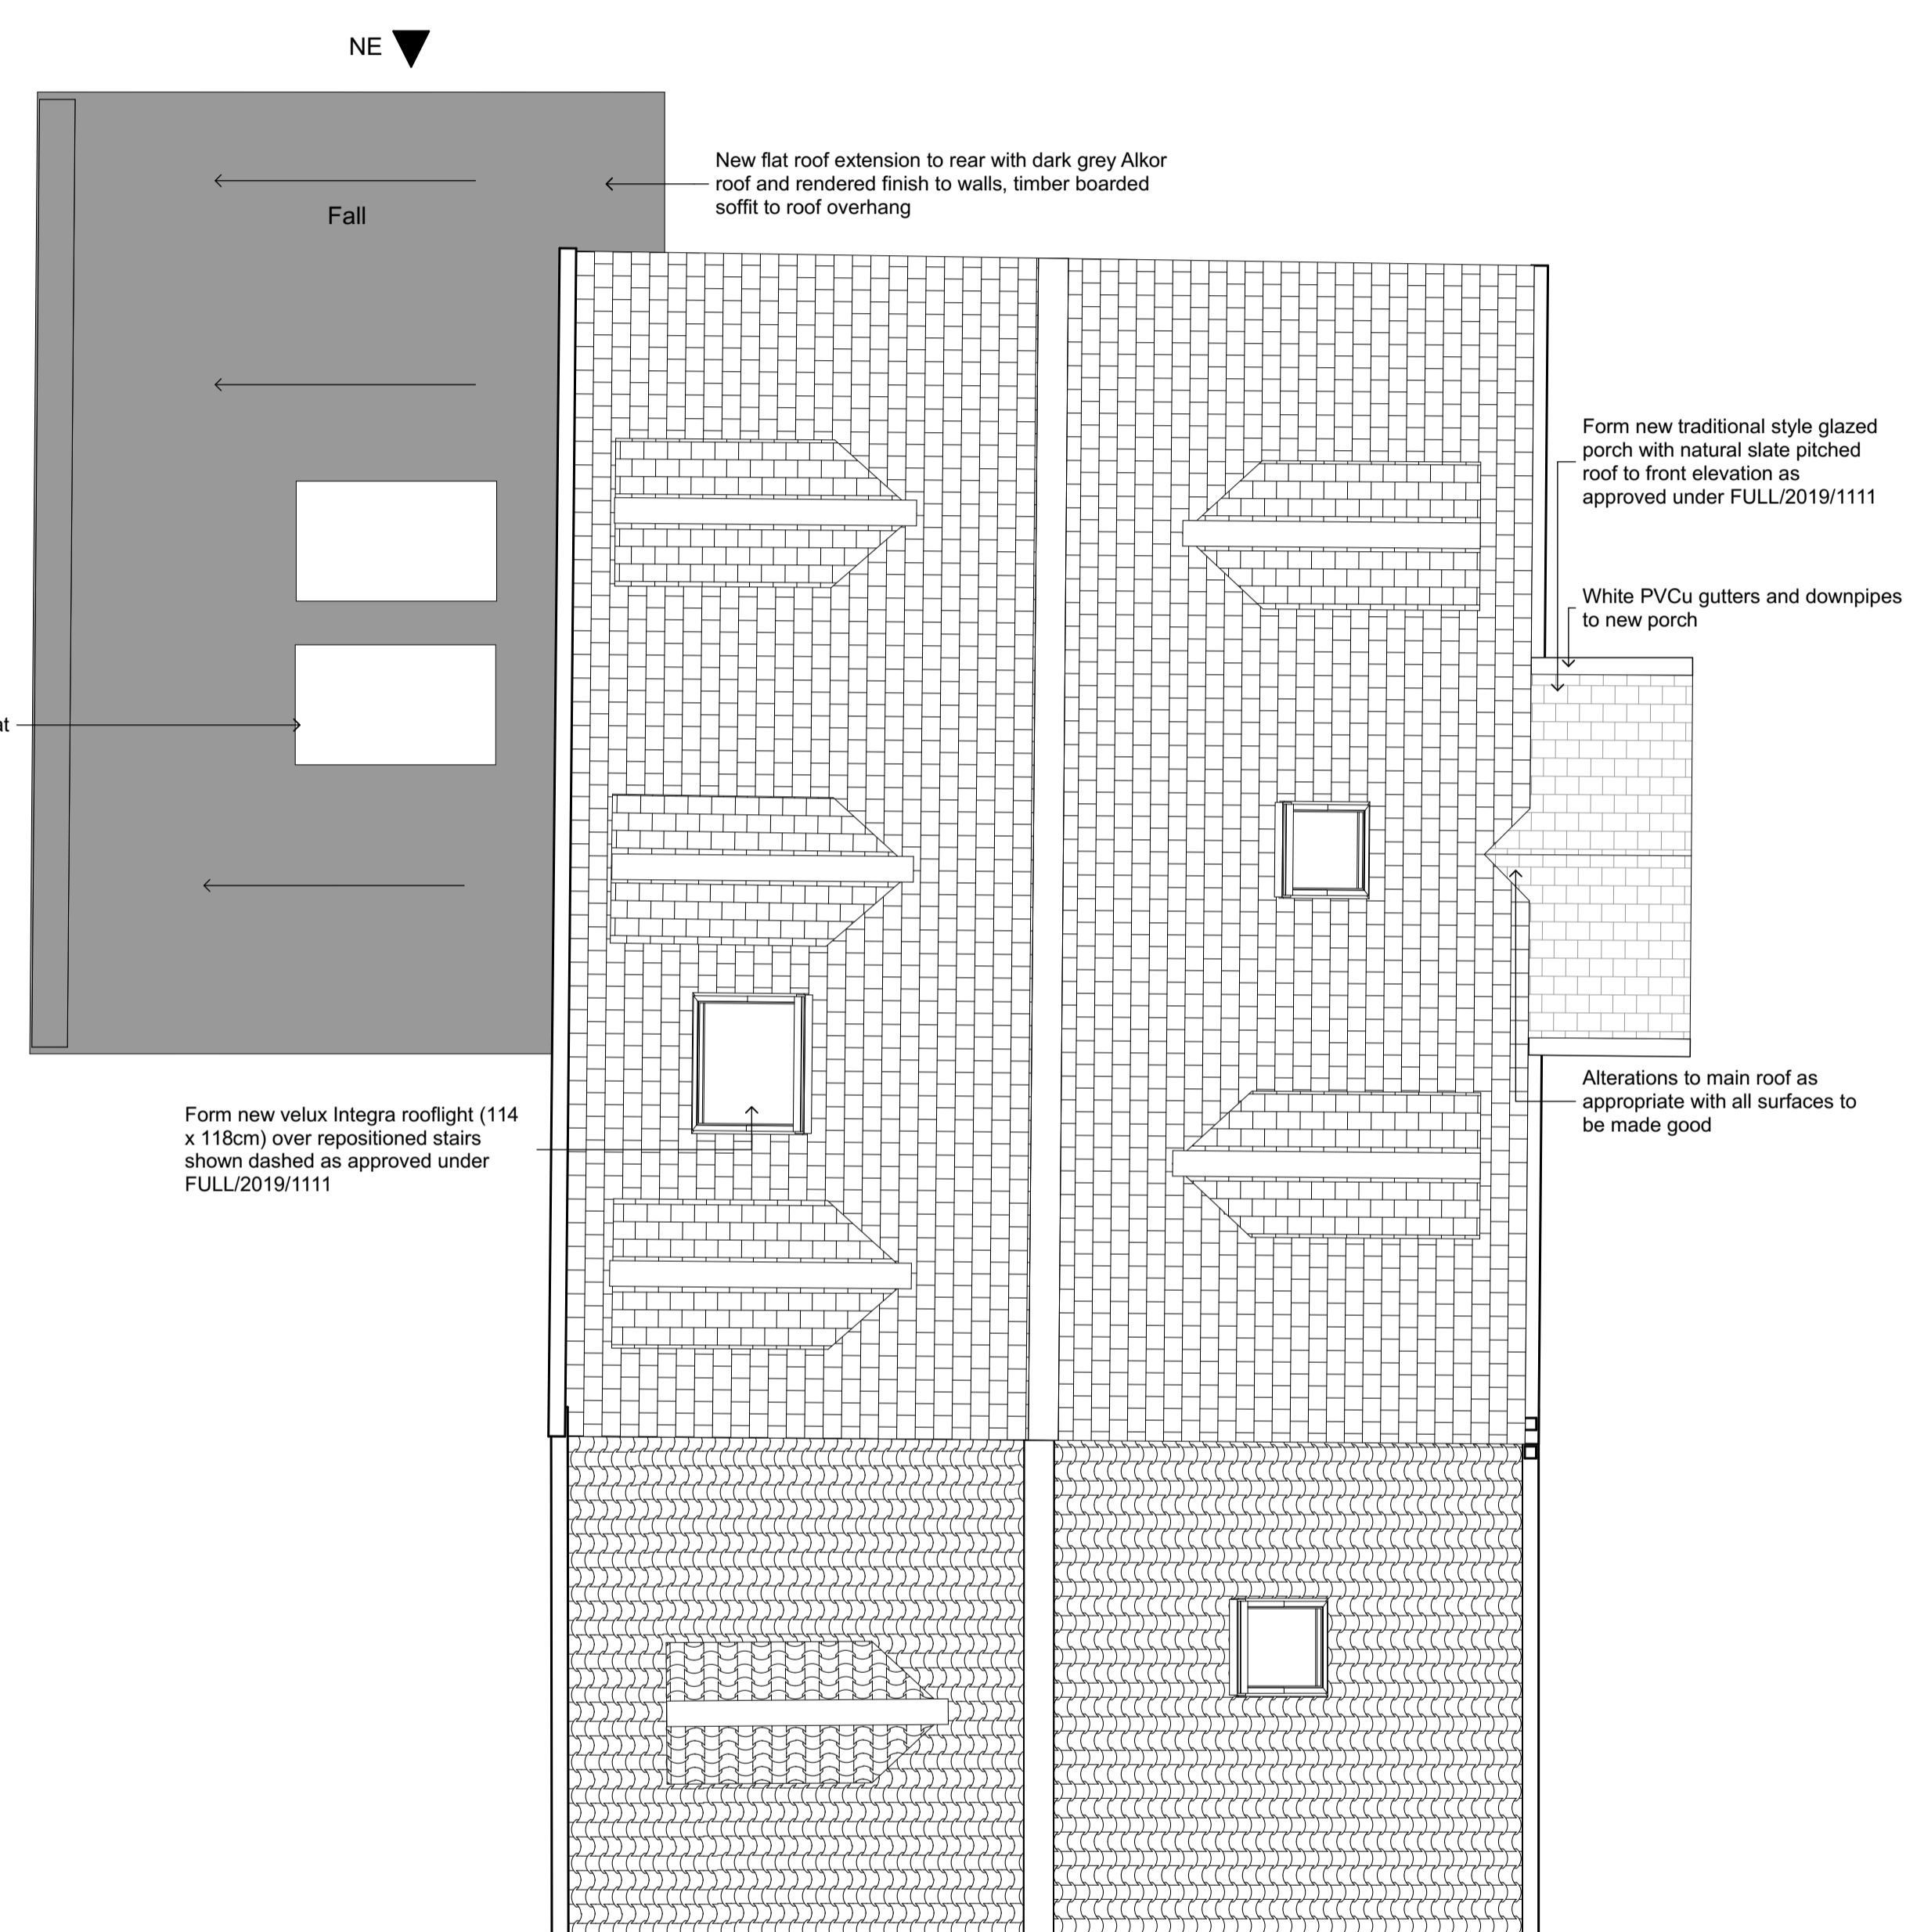 NE
New flat roof extension to rear with dark grey Alkor
roof and rendered finish to walls, timber boarded
soffit to roof overhang
Fall
Form new traditional style glazed
porch with natural slate pitched
roof to front elevation as
approved under FULL/2019/1111
White PVCu gutters and downpipes
to new porch
Alterations to main roof as
appropriate with all surfaces to
be made good
Form new velux Integra rooflight (114
x 118cm) over repositioned stairs
shown dashed as approved under
FULL/2019/1111